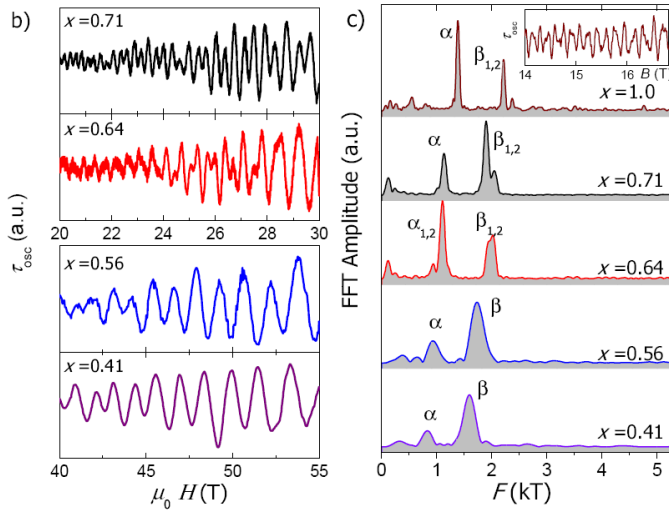 b)
x=0.71
x=0.64
20 22 24 26 28 30
τosc (a.u.)
x=0.56
x=0.41
40 45 50 55
μ0 H (T)
c)
τosc
14 15 16
B (T)
α
β1,2
x=1.0
α
β1,2
x=0.71
α1,2
β1,2
x=0.64
α
β
x=0.56
α
β
x=0.41
FFT Amplitude (a.u.)
0 1 2 3 4 5
F (kT)